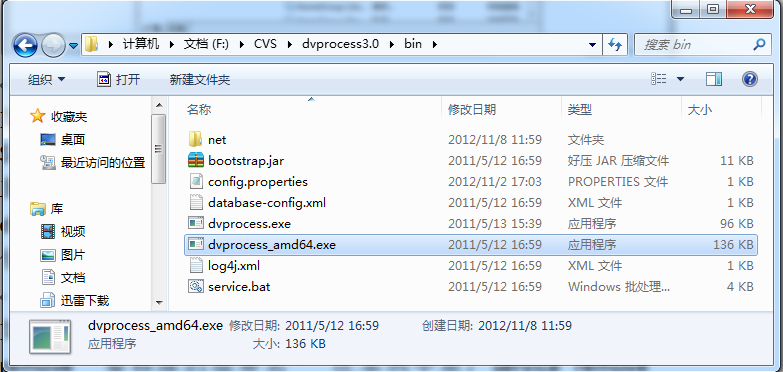 计算机 文档 (F:) CVS dvprocess3.0 bin 搜索 bin
组织 打开 新建文件夹
名称 修改日期 类型 大小
收藏夹
桌面
最近访问的位置
库
视频
图片
文档
迅雷下载
net 2012/11/8 11:59 文件夹
bootstrap.jar 2011/5/12 16:59 好压 JAR 压缩文件 11 KB
config.properties 2012/11/2 17:03 PROPERTIES 文件 1 KB
database-config.xml 2011/5/12 16:59 XML 文件 1 KB
dvprocess.exe 2011/5/13 15:39 应用程序 96 KB
dvprocess_amd64.exe 2011/5/12 16:59 应用程序 136 KB
log4j.xml 2011/5/12 16:59 XML 文件 1 KB
service.bat 2011/5/12 16:59 Windows 批处理... 4 KB
dvprocess_amd64.exe 修改日期: 2011/5/12 16:59 创建日期: 2012/11/8 11:59
应用程序 大小: 136 KB